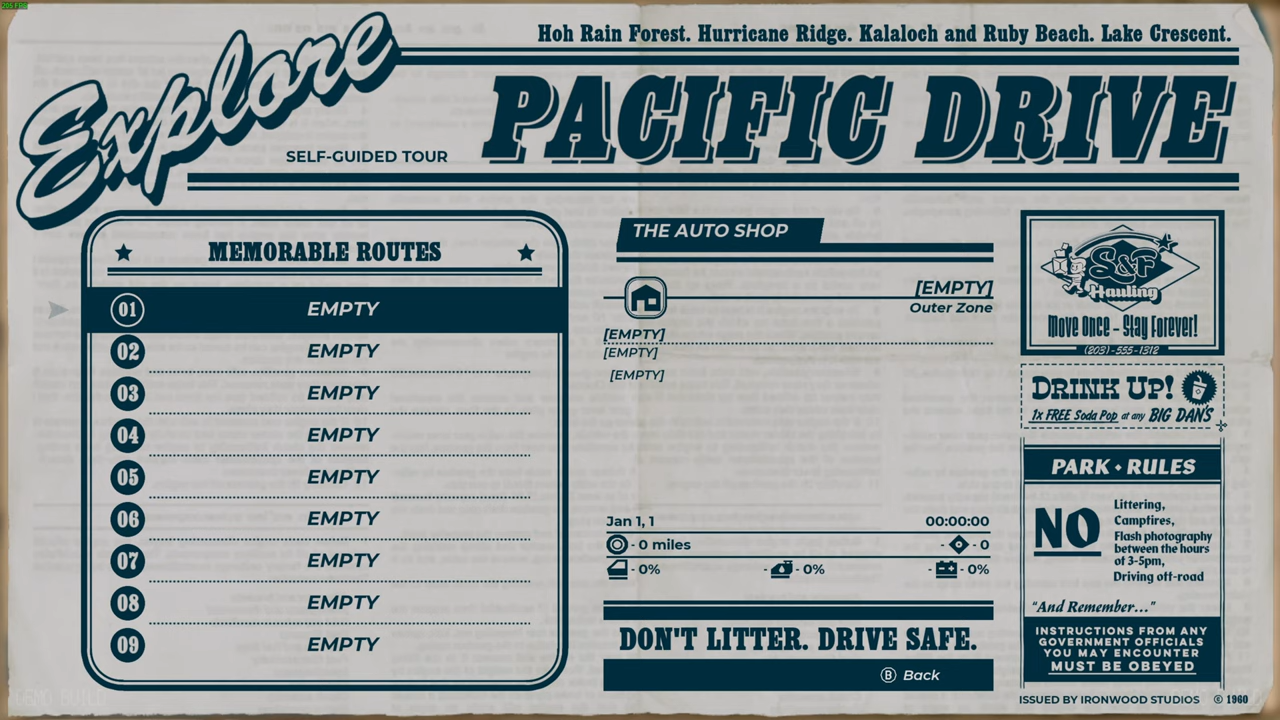 205 FPS
Explore
Hoh Rain Forest. Hurricane Ridge. Kalaloch and Ruby Beach. Lake Crescent.
PACIFIC DRIVE
SELF-GUIDED TOUR
MEMORABLE ROUTES
01 EMPTY
02 EMPTY
03 EMPTY
04 EMPTY
05 EMPTY
06 EMPTY
07 EMPTY
08 EMPTY
09 EMPTY
THE AUTO SHOP
[EMPTY]
Outer Zone
[EMPTY]
[EMPTY]
[EMPTY]
Jan 1, 1 00:00:00
- 0 miles - 0
- 0% - 0% - 0%
DON'T LITTER. DRIVE SAFE.
B Back
S&F
Hauling
Move Once - Stay Forever!
(203)-555-1312
DRINK UP!
1x FREE Soda Pop at any BIG DAN'S
PARK • RULES
NO
Littering,
Campfires,
Flash photography
between the hours
of 3-5pm,
Driving off-road
"And Remember..."
INSTRUCTIONS FROM ANY
GOVERNMENT OFFICIALS
YOU MAY ENCOUNTER
MUST BE OBEYED
ISSUED BY IRONWOOD STUDIOS © 1960
DEMO BUILD